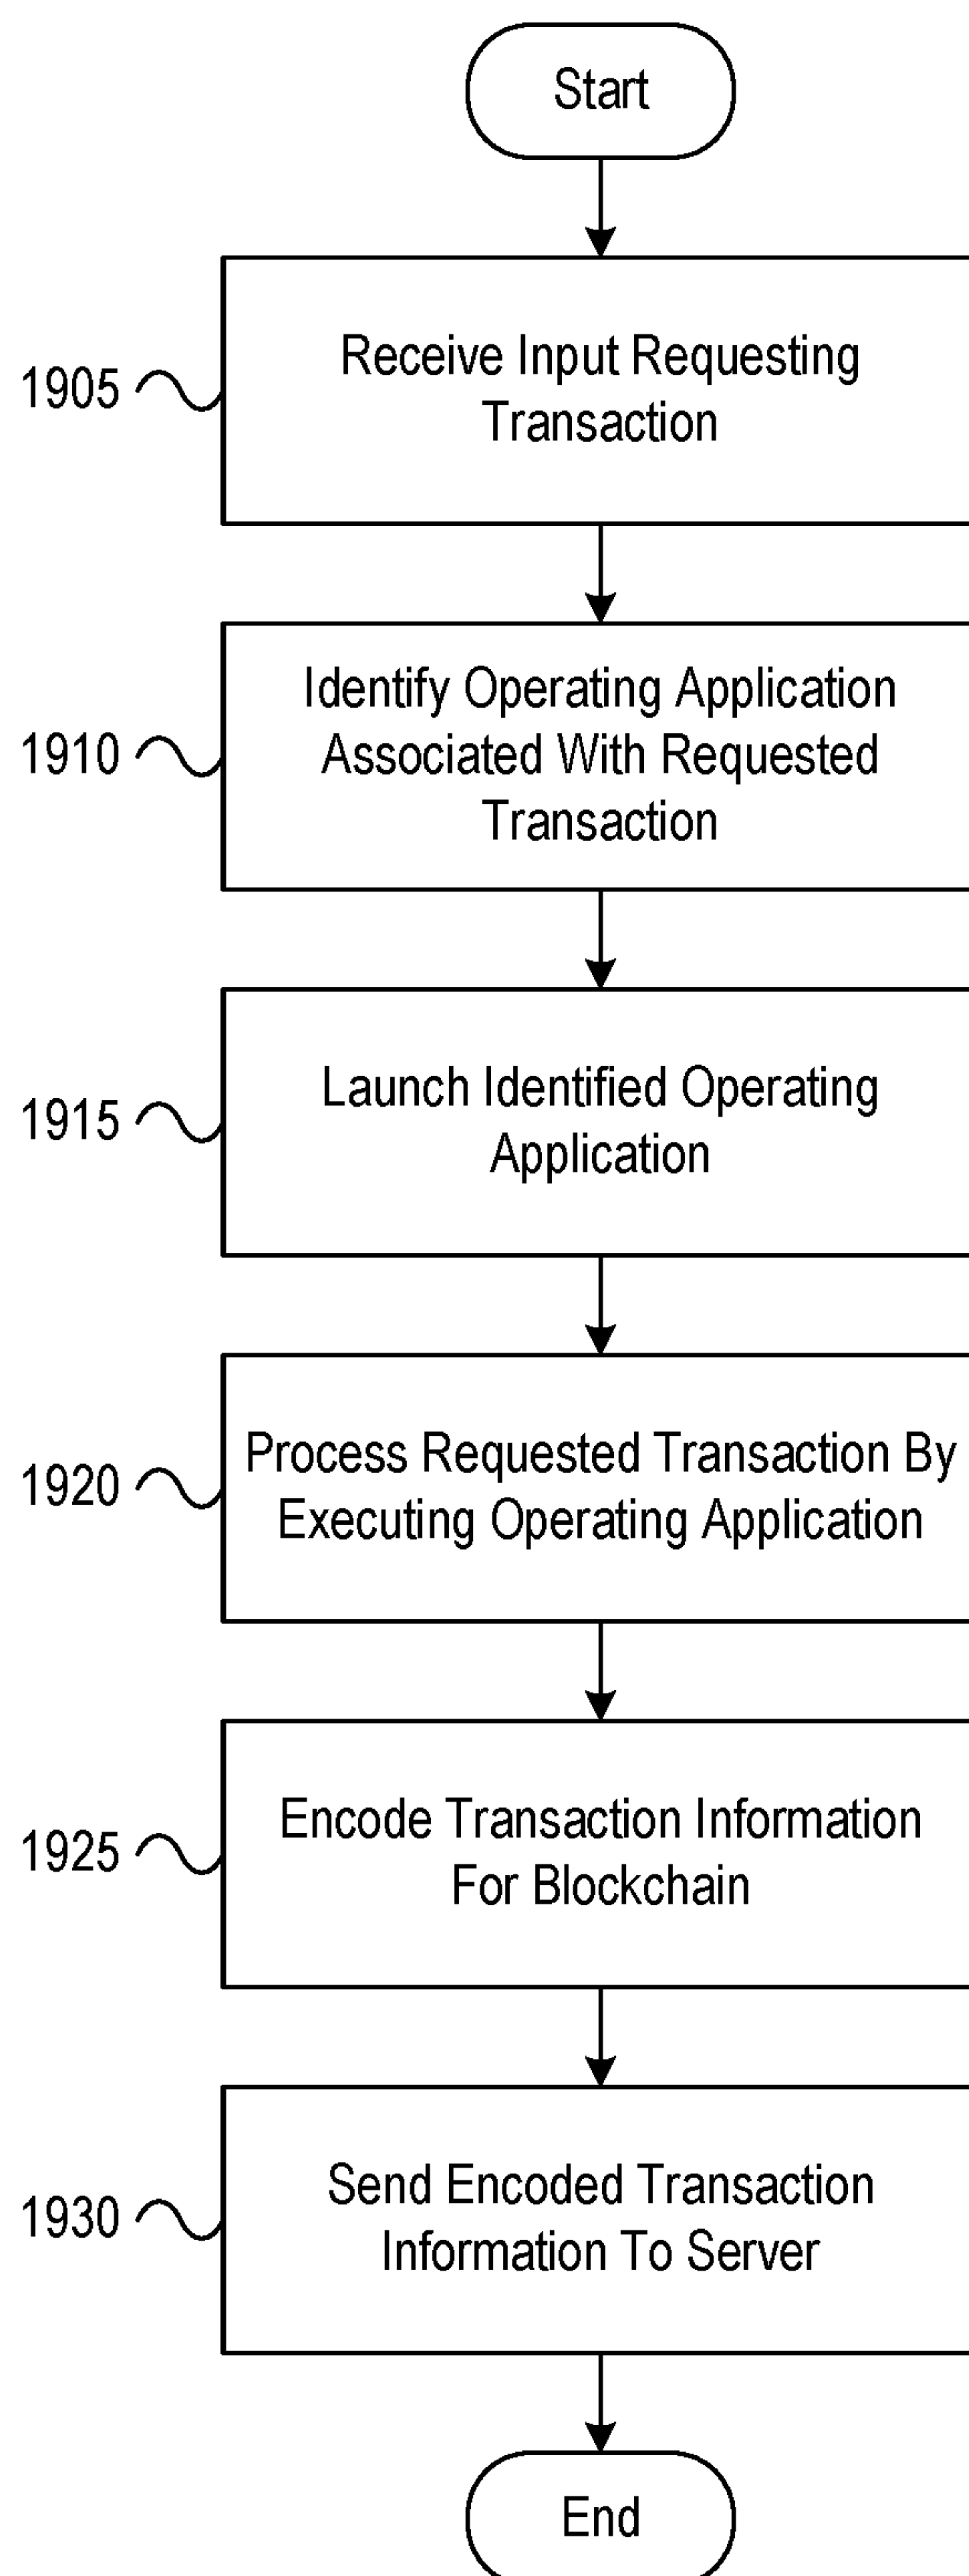 Start
1905
Receive Input Requesting
Transaction
1910
Identify Operating Application
Associated With Requested
Transaction
1915
Launch Identified Operating
Application
1920
Process Requested Transaction By
Executing Operating Application
1925
Encode Transaction Information
For Blockchain
1930
Send Encoded Transaction
Information To Server
End